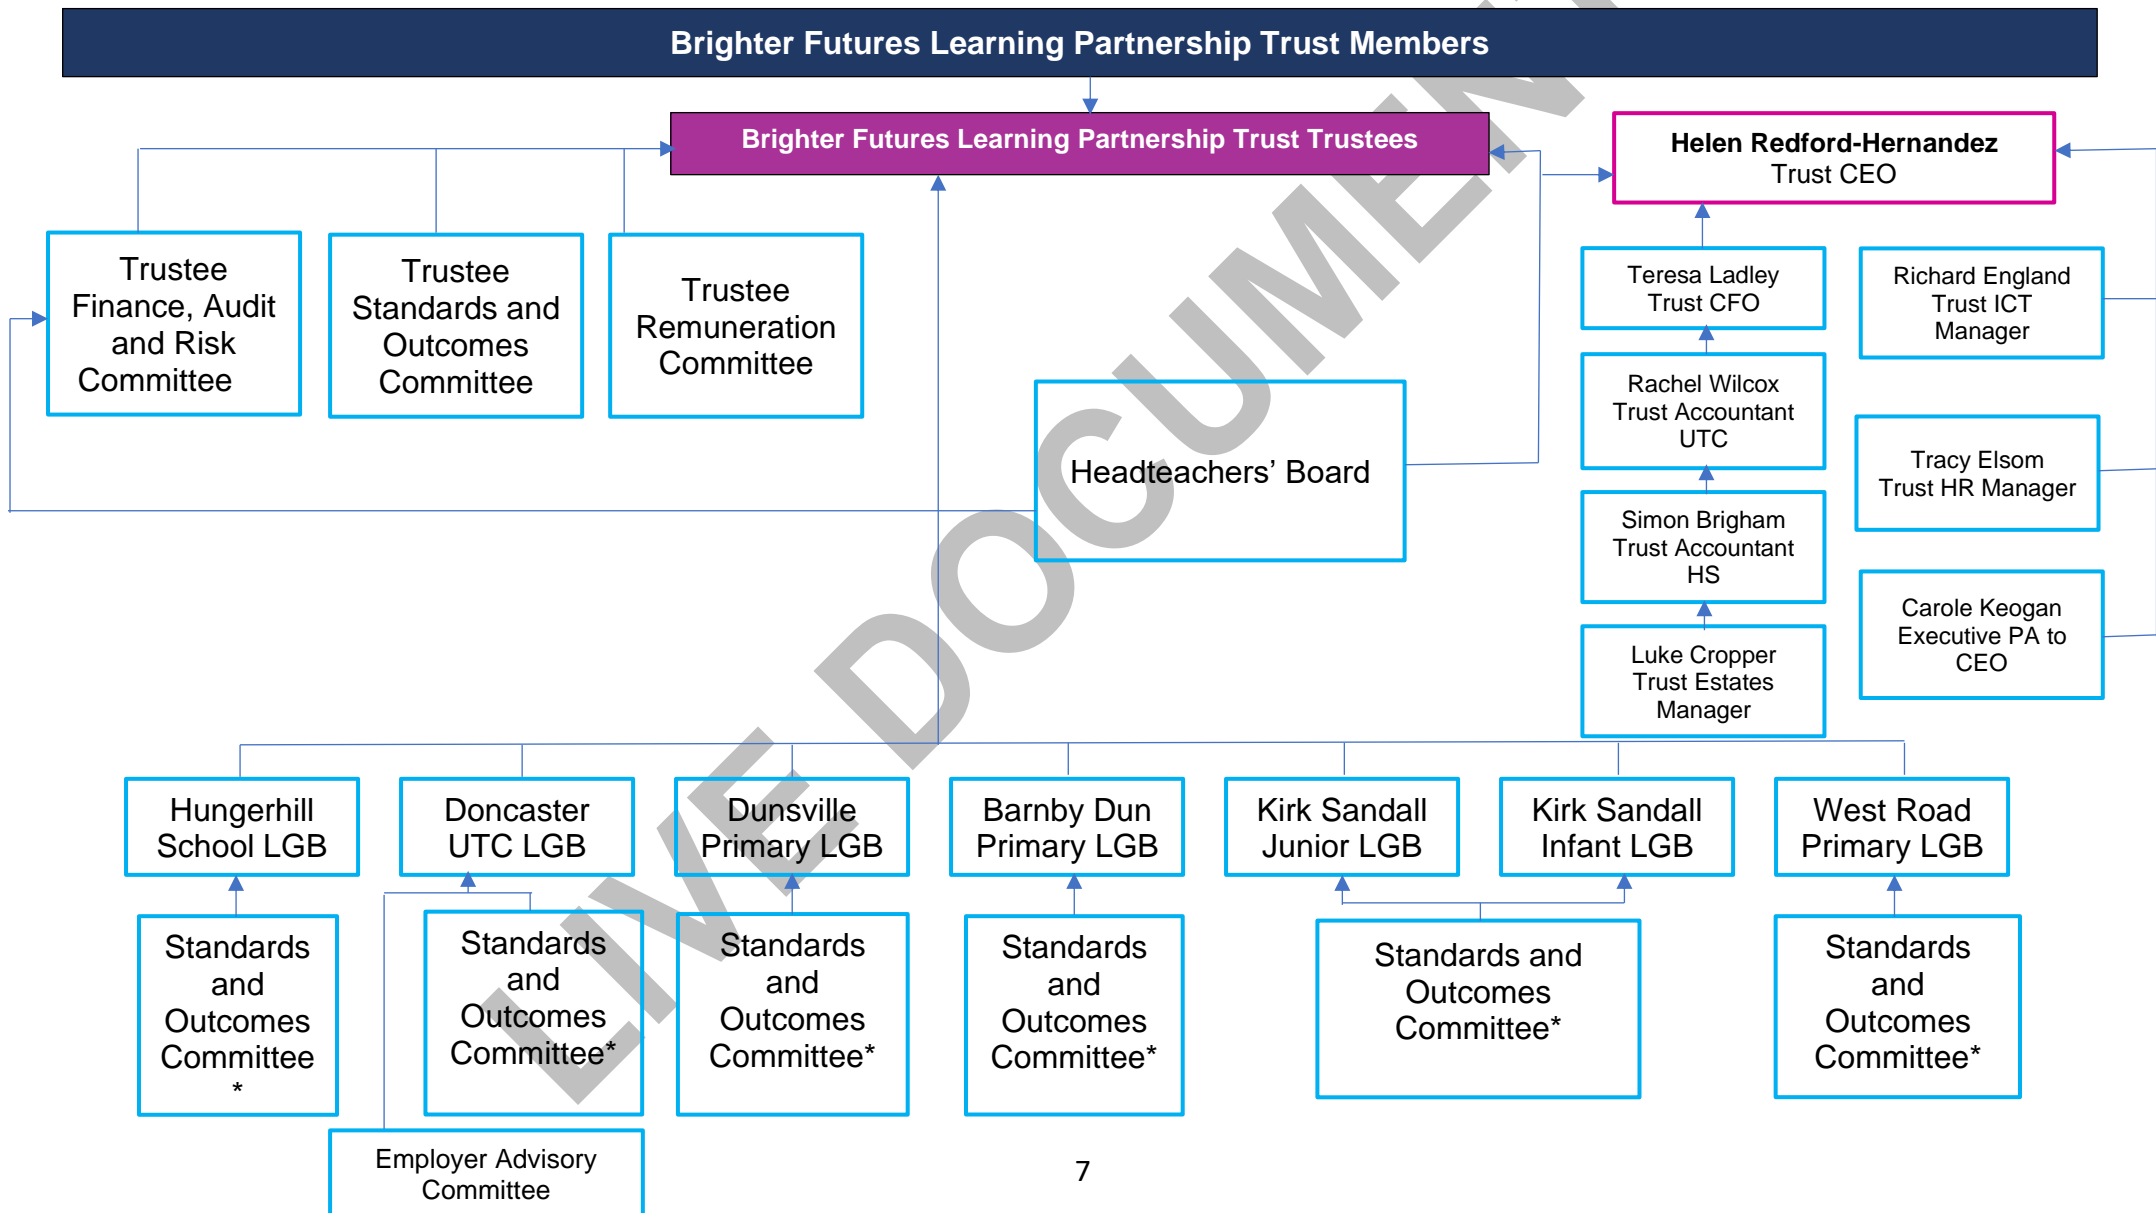 Brighter Futures Learning Partnership Trust Members
Brighter Futures Learning Partnership Trust Trustees
Helen Redford-Hernandez
Trust CEO
Trustee
Finance, Audit
and Risk
Committee
Trustee
Standards and
Outcomes
Committee
Trustee
Remuneration
Committee
Headteachers’ Board
Teresa Ladley
Trust CFO
Richard England
Trust ICT
Manager
Rachel Wilcox
Trust Accountant
UTC
Tracy Elsom
Trust HR Manager
Simon Brigham
Trust Accountant
HS
Carole Keogan
Executive PA to
CEO
Luke Cropper
Trust Estates
Manager
Hungerhill
School LGB
Doncaster
UTC LGB
Dunsville
Primary LGB
Barnby Dun
Primary LGB
Kirk Sandall
Junior LGB
Kirk Sandall
Infant LGB
West Road
Primary LGB
Standards
and
Outcomes
Committee
*
Standards
and
Outcomes
Committee*
Standards
and
Outcomes
Committee*
Standards
and
Outcomes
Committee*
Standards and
Outcomes
Committee*
Standards
and
Outcomes
Committee*
Employer Advisory
Committee
7
LIVE DOCUMENT